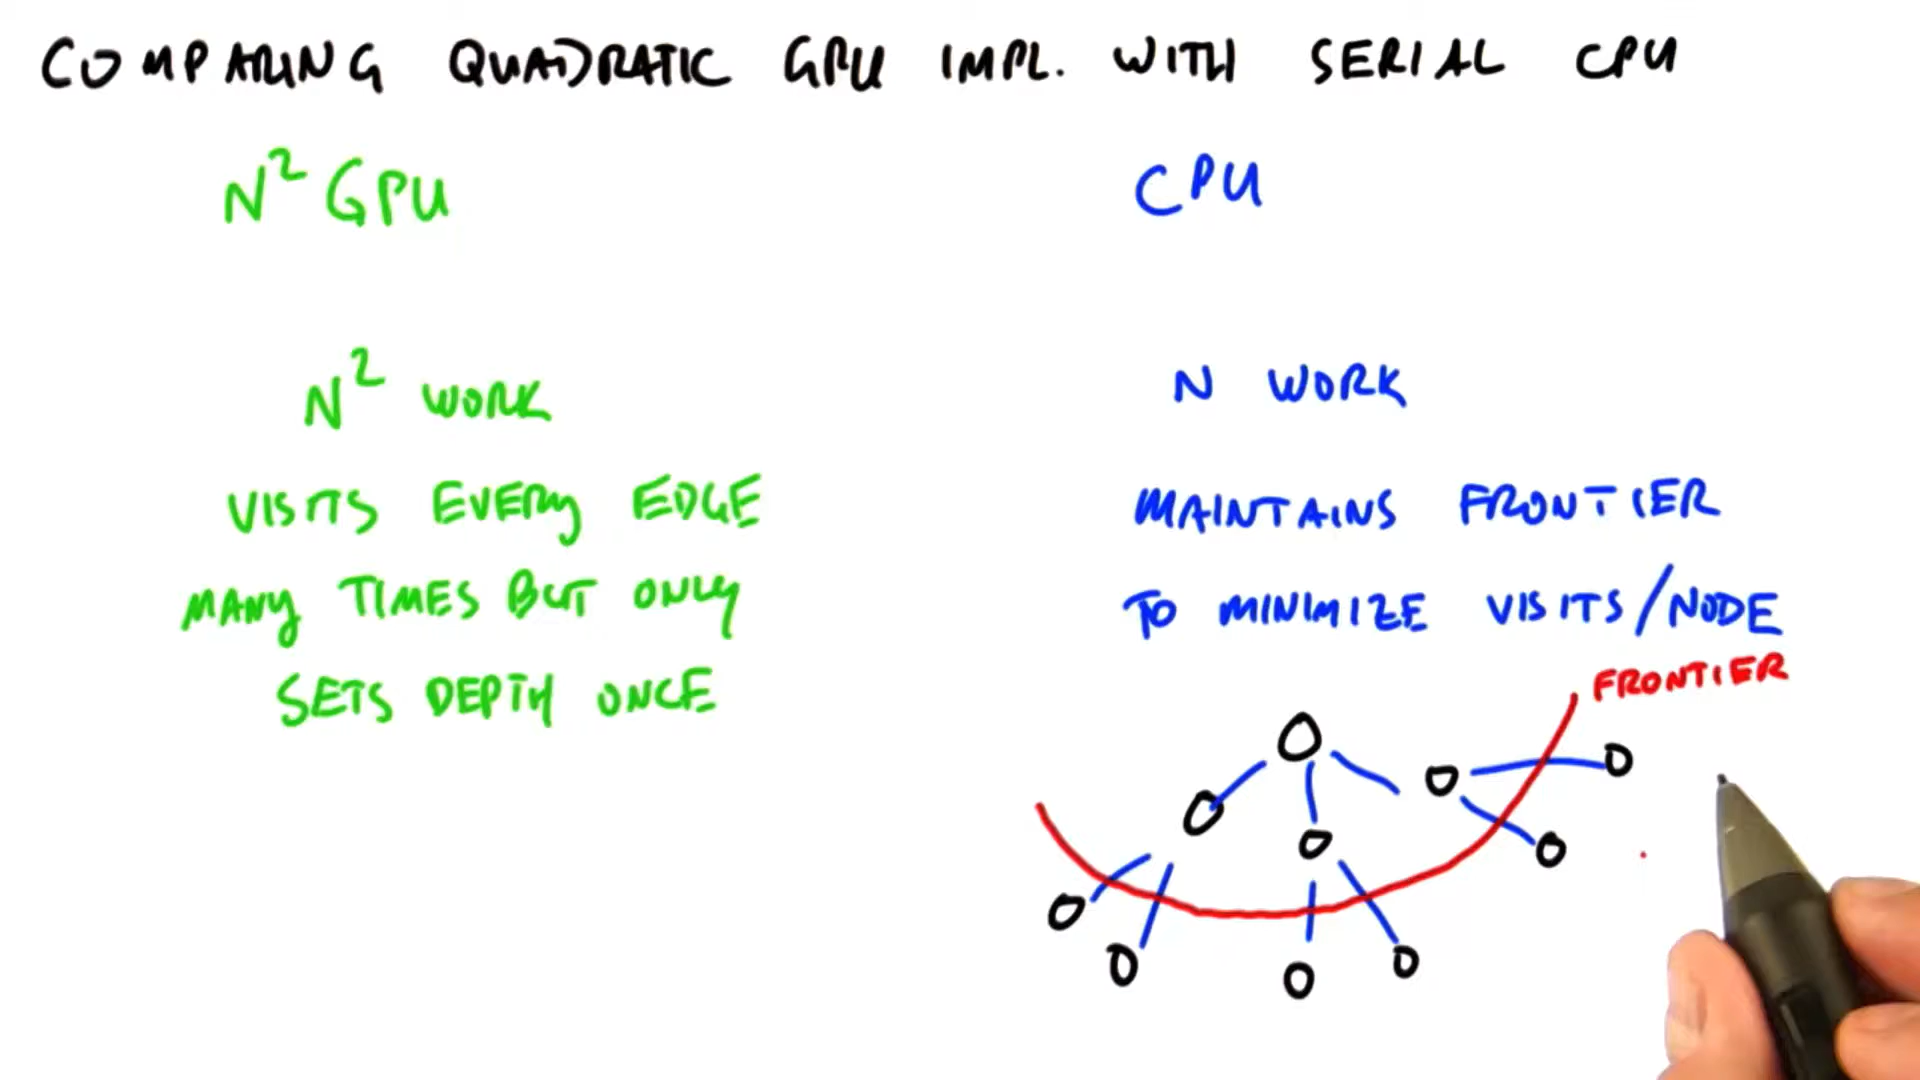 COMPARING QUADRATIC GPU IMPL. WITH SERIAL CPU
N² GPU
N² WORK
VISITS EVERY EDGE
MANY TIMES BUT ONLY
SETS DEPTH ONCE
CPU
N WORK
MAINTAINS FRONTIER
TO MINIMIZE VISITS/NODE
FRONTIER